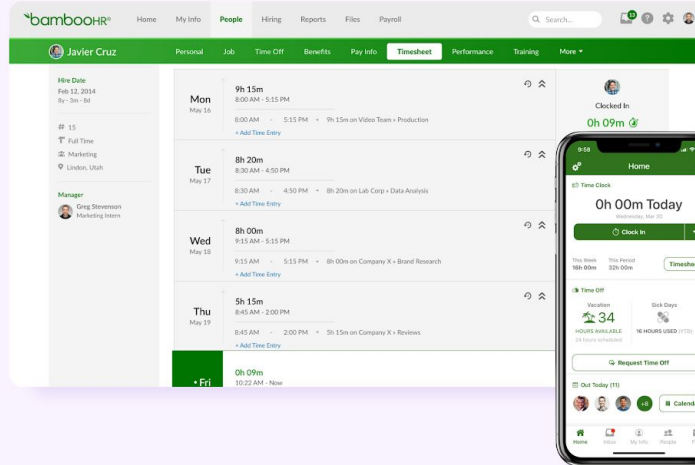 bambooHR®
Home My Info People Hiring Reports Files Payroll
Search...
Javier Cruz
Personal Job Time Off Benefits Pay Info Timesheet Performance Training More
Hire Date
Feb 12, 2014
8y - 3m - 8d
# 15
Full Time
Marketing
Lindon, Utah
Manager
Greg Stevenson
Marketing Intern
Mon
May 16
9h 15m
8:00 AM - 5:15 PM
8:00 AM - 5:15 PM • 9h 15m on Video Team » Production
+ Add Time Entry
Tue
May 17
8h 20m
8:30 AM - 4:50 PM
8:30 AM - 4:50 PM • 8h 20m on Lab Corp » Data Analysis
+ Add Time Entry
Wed
May 18
8h 00m
9:15 AM - 5:15 PM
9:15 AM - 5:15 PM • 8h 00m on Company X » Brand Research
+ Add Time Entry
Thu
May 19
5h 15m
8:45 AM - 2:00 PM
8:45 AM - 2:00 PM • 5h 15m on Company X » Reviews
+ Add Time Entry
• Fri
0h 09m
10:22 AM - Now
Clocked In
0h 09m
9:58
Home
Time Clock
0h 00m Today
Wednesday, Mar 20
Clock In
This Week This Period
16h 00m 32h 00m
Time Off
Vacation
34
HOURS AVAILABLE
24 hours scheduled
Sick Days
16 HOURS USED (YTD)
Request Time Off
Out Today (11)
+8
Home Inbox My Info People